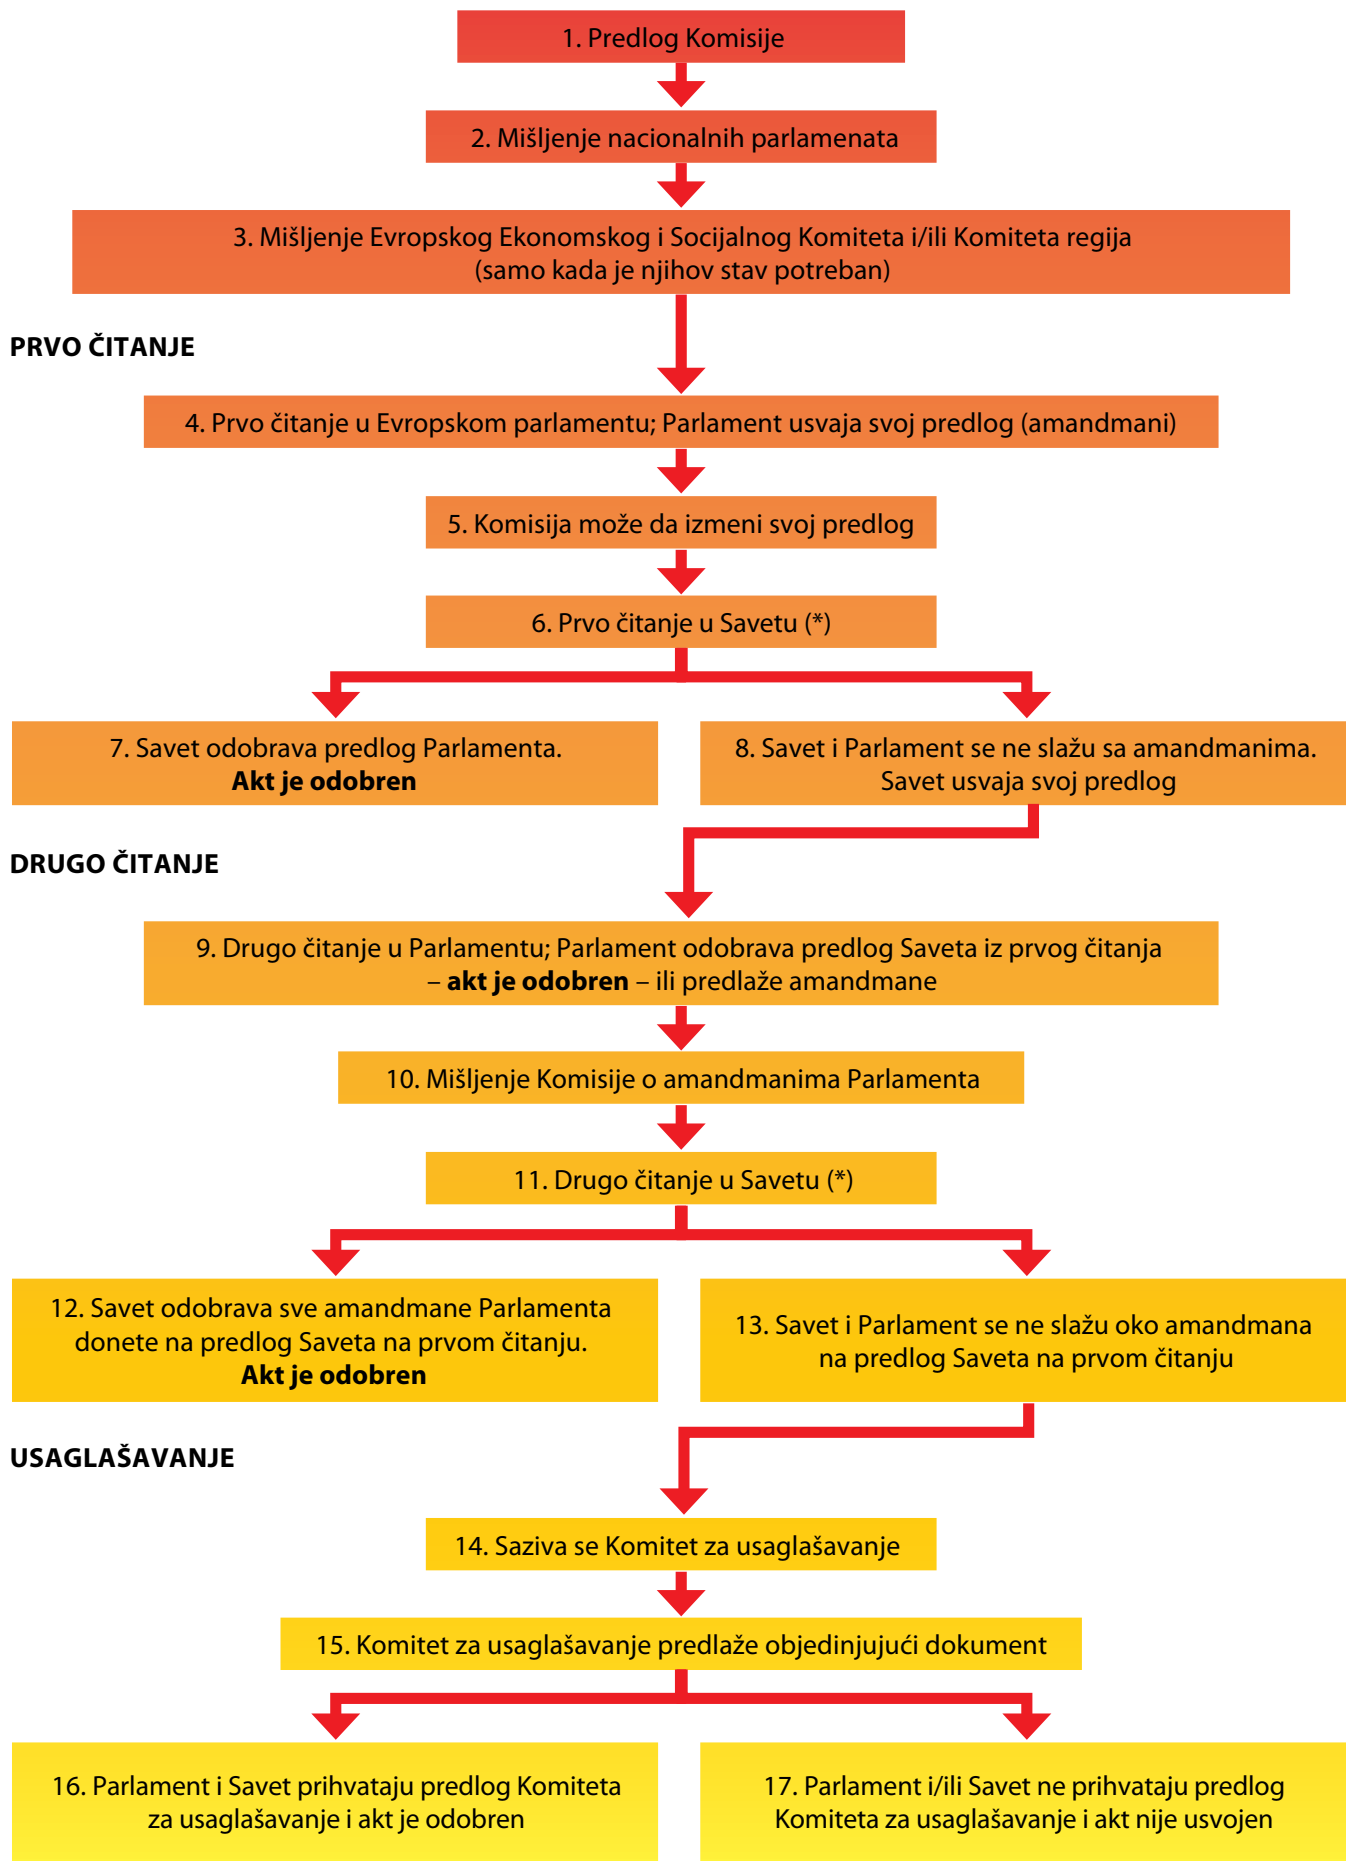 1. Predlog Komisije
2. Mišljenje nacionalnih parlamenata
3. Mišljenje Evropskog Ekonomskog i Socijalnog Komiteta i/ili Komiteta regija
(samo kada je njihov stav potreban)
PRVO ČITANJE
4. Prvo čitanje u Evropskom parlamentu; Parlament usvaja svoj predlog (amandmani)
5. Komisija može da izmeni svoj predlog
6. Prvo čitanje u Savetu (*)
7. Savet odobrava predlog Parlamenta.
Akt je odobren
8. Savet i Parlament se ne slažu sa amandmanima.
Savet usvaja svoj predlog
DRUGO ČITANJE
9. Drugo čitanje u Parlamentu; Parlament odobrava predlog Saveta iz prvog čitanja
– akt je odobren – ili predlaže amandmane
10. Mišljenje Komisije o amandmanima Parlamenta
11. Drugo čitanje u Savetu (*)
12. Savet odobrava sve amandmane Parlamenta
donete na predlog Saveta na prvom čitanju.
Akt je odobren
13. Savet i Parlament se ne slažu oko amandmana
na predlog Saveta na prvom čitanju
USAGLAŠAVANJE
14. Saziva se Komitet za usaglašavanje
15. Komitet za usaglašavanje predlaže objedinjujući dokument
16. Parlament i Savet prihvataju predlog Komiteta
za usaglašavanje i akt je odobren
17. Parlament i/ili Savet ne prihvataju predlog
Komiteta za usaglašavanje i akt nije usvojen